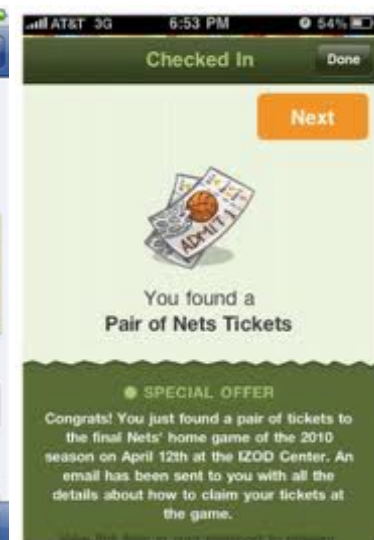 AT&T 3G 6:53 PM 54%
Checked In Done
Next
ADMIT 1
You found a
Pair of Nets Tickets
SPECIAL OFFER
Congrats! You just found a pair of tickets to
the final Nets' home game of the 2010
season on April 12th at the IZOD Center. An
email has been sent to you with all the
details about how to claim your tickets at
the game.